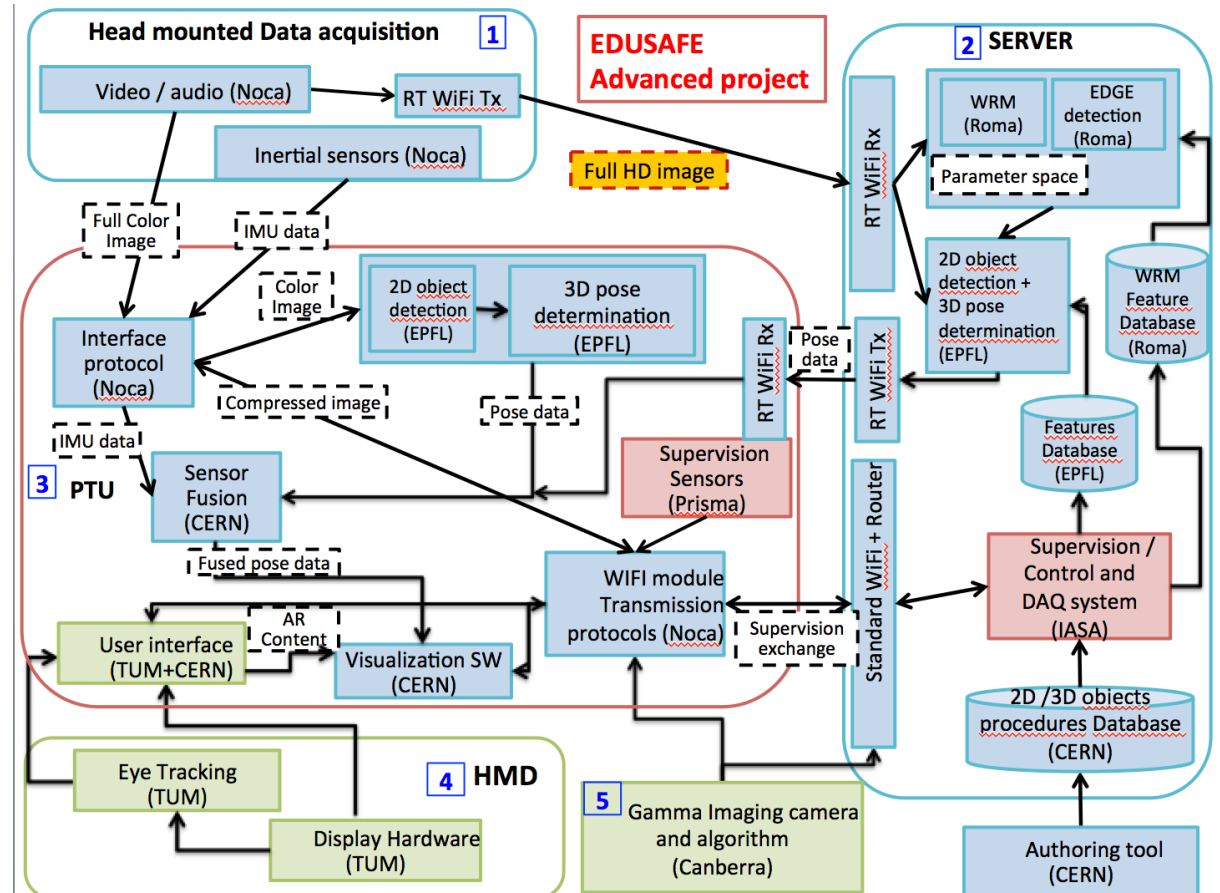 Head mounted Data acquisition
1
Video / audio (Noca)
RT WiFi Tx
Inertial sensors (Noca)
EDUSAFE
Advanced project
Full HD image
2
SERVER
RT WiFi Rx
WRM
(Roma)
EDGE
detection
(Roma)
Parameter space
2D object
detection +
3D pose
determination
(EPFL)
WRM
Feature
Database
(Roma)
RT WiFi Tx
Pose
data
Features
Database
(EPFL)
Standard WiFi + Router
Supervision /
Control and
DAQ system
(IASA)
2D /3D objects
procedures Database
(CERN)
Authoring tool
(CERN)
Full Color
Image
IMU data
Color
Image
2D object
detection
(EPFL)
3D pose
determination
(EPFL)
Interface
protocol
(Noca)
Compressed image
Pose data
RT WiFi Rx
IMU data
3
PTU
Sensor
Fusion
(CERN)
Supervision
Sensors
(Prisma)
Fused pose data
WIFI module
Transmission
protocols (Noca)
Supervision
exchange
AR
Content
User interface
(TUM+CERN)
Visualization SW
(CERN)
4
HMD
Eye Tracking
(TUM)
Display Hardware
(TUM)
5
Gamma Imaging camera
and algorithm
(Canberra)